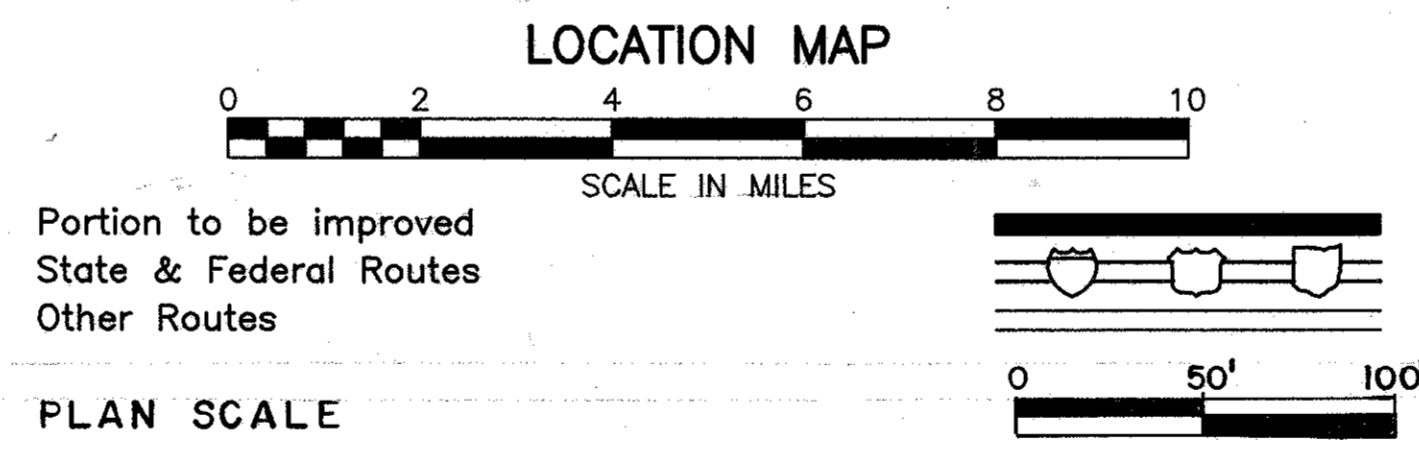 LOCATION MAP
0 2 4 6 8 10
SCALE IN MILES
Portion to be improved
State & Federal Routes
Other Routes
0 50' 100'
PLAN SCALE